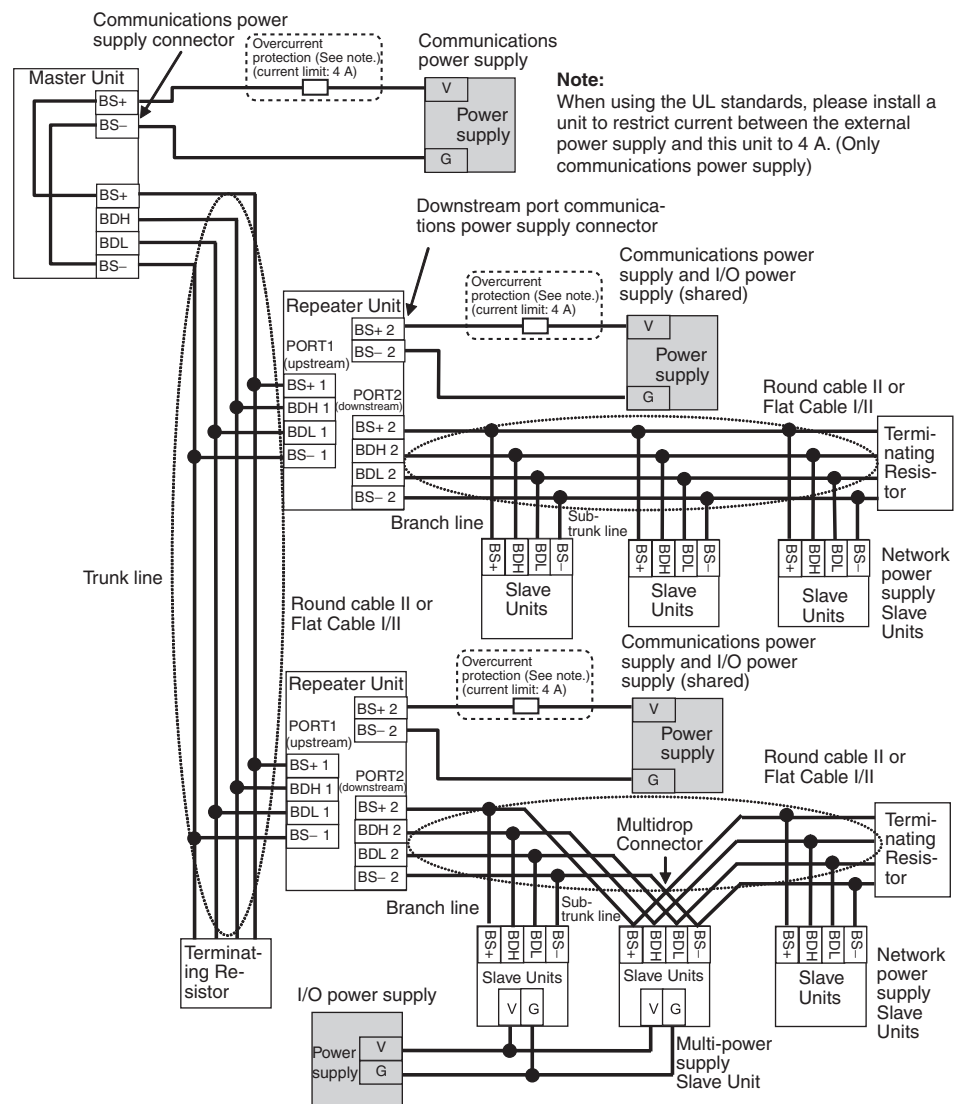 Communications power
supply connector
Overcurrent
protection (See note.)
(current limit: 4 A)
Communications
power supply
Master Unit
BS+
BS–
V
Power
supply
G
Note:
When using the UL standards, please install a
unit to restrict current between the external
power supply and this unit to 4 A. (Only
communications power supply)
BS+
BDH
BDL
BS–
Downstream port communica-
tions power supply connector
Communications power
supply and I/O power
supply (shared)
Overcurrent
protection (See note.)
(current limit: 4 A)
Repeater Unit
BS+ 2
BS– 2
PORT1
(upstream)
V
Power
supply
G
BS+ 1
BDH 1
BDL 1
BS– 1
PORT2
(downstream)
BS+ 2
BDH 2
BDL 2
BS– 2
Round cable II or
Flat Cable I/II
Termi-
nating
Resis-
tor
Branch line
Sub-
trunk line
BS+
BDH
BDL
BS–
Slave
Units
BS+
BDH
BDL
BS–
Slave
Units
BS+
BDH
BDL
BS–
Slave
Units
Network
power
supply
Slave
Units
Trunk line
Round cable II or
Flat Cable I/II
Communications power
supply and I/O power
supply (shared)
Overcurrent
protection (See note.)
(current limit: 4 A)
Repeater Unit
BS+ 2
BS– 2
PORT1
(upstream)
V
Power
supply
G
BS+ 1
BDH 1
BDL 1
BS– 1
PORT2
(downstream)
BS+ 2
BDH 2
BDL 2
BS– 2
Round cable II or
Flat Cable I/II
Multidrop
Connector
Termi-
nating
Resis-
tor
Branch line
Sub-
trunk line
BS+
BDH
BDL
BS–
Slave Units
V
G
BS+
BDH
BDL
BS–
Slave Units
V
G
BS+
BDH
BDL
BS–
Slave
Units
Network
power
supply
Slave
Units
Terminat-
ing Re-
sistor
I/O power supply
Power
supply
V
G
Multi-power
supply
Slave Unit